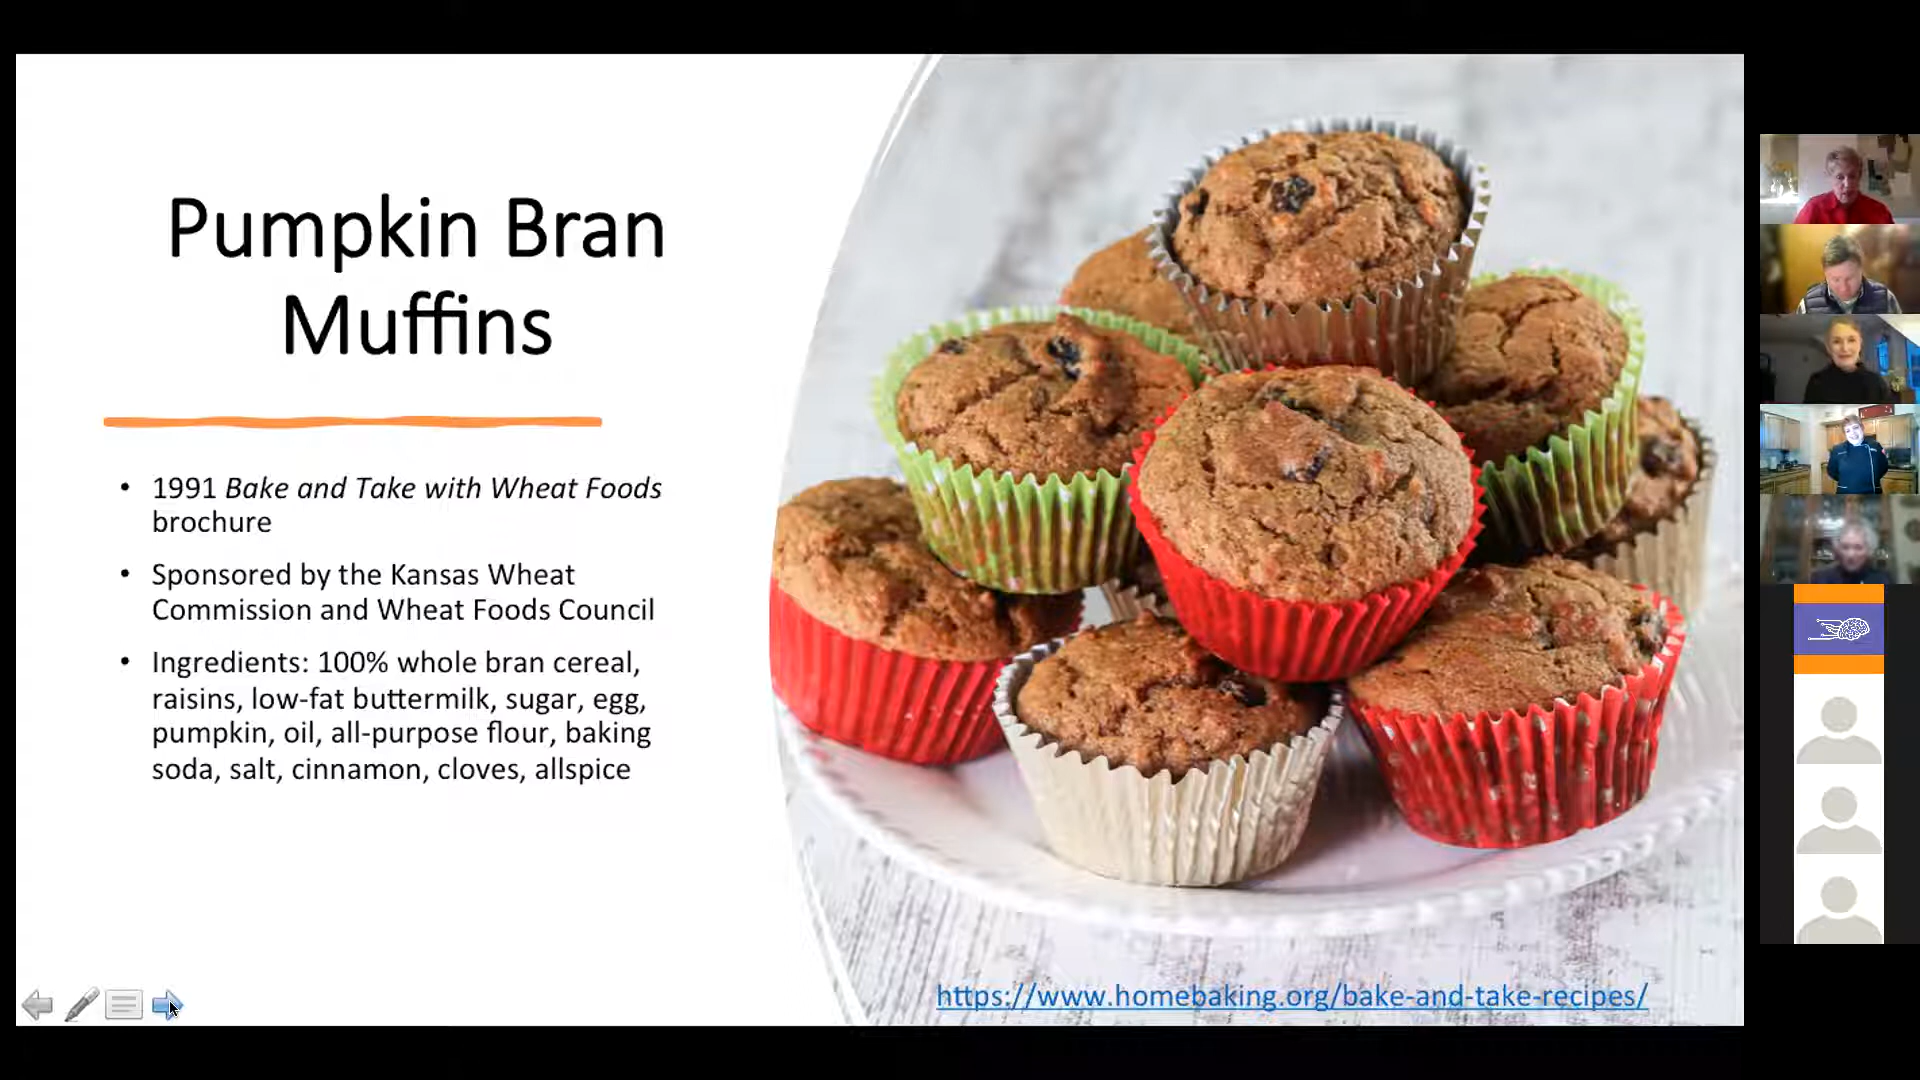 Pumpkin Bran
Muffins
• 1991 Bake and Take with Wheat Foods
brochure
• Sponsored by the Kansas Wheat
Commission and Wheat Foods Council
• Ingredients: 100% whole bran cereal,
raisins, low-fat buttermilk, sugar, egg,
pumpkin, oil, all-purpose flour, baking
soda, salt, cinnamon, cloves, allspice
https://www.homebaking.org/bake-and-take-recipes/